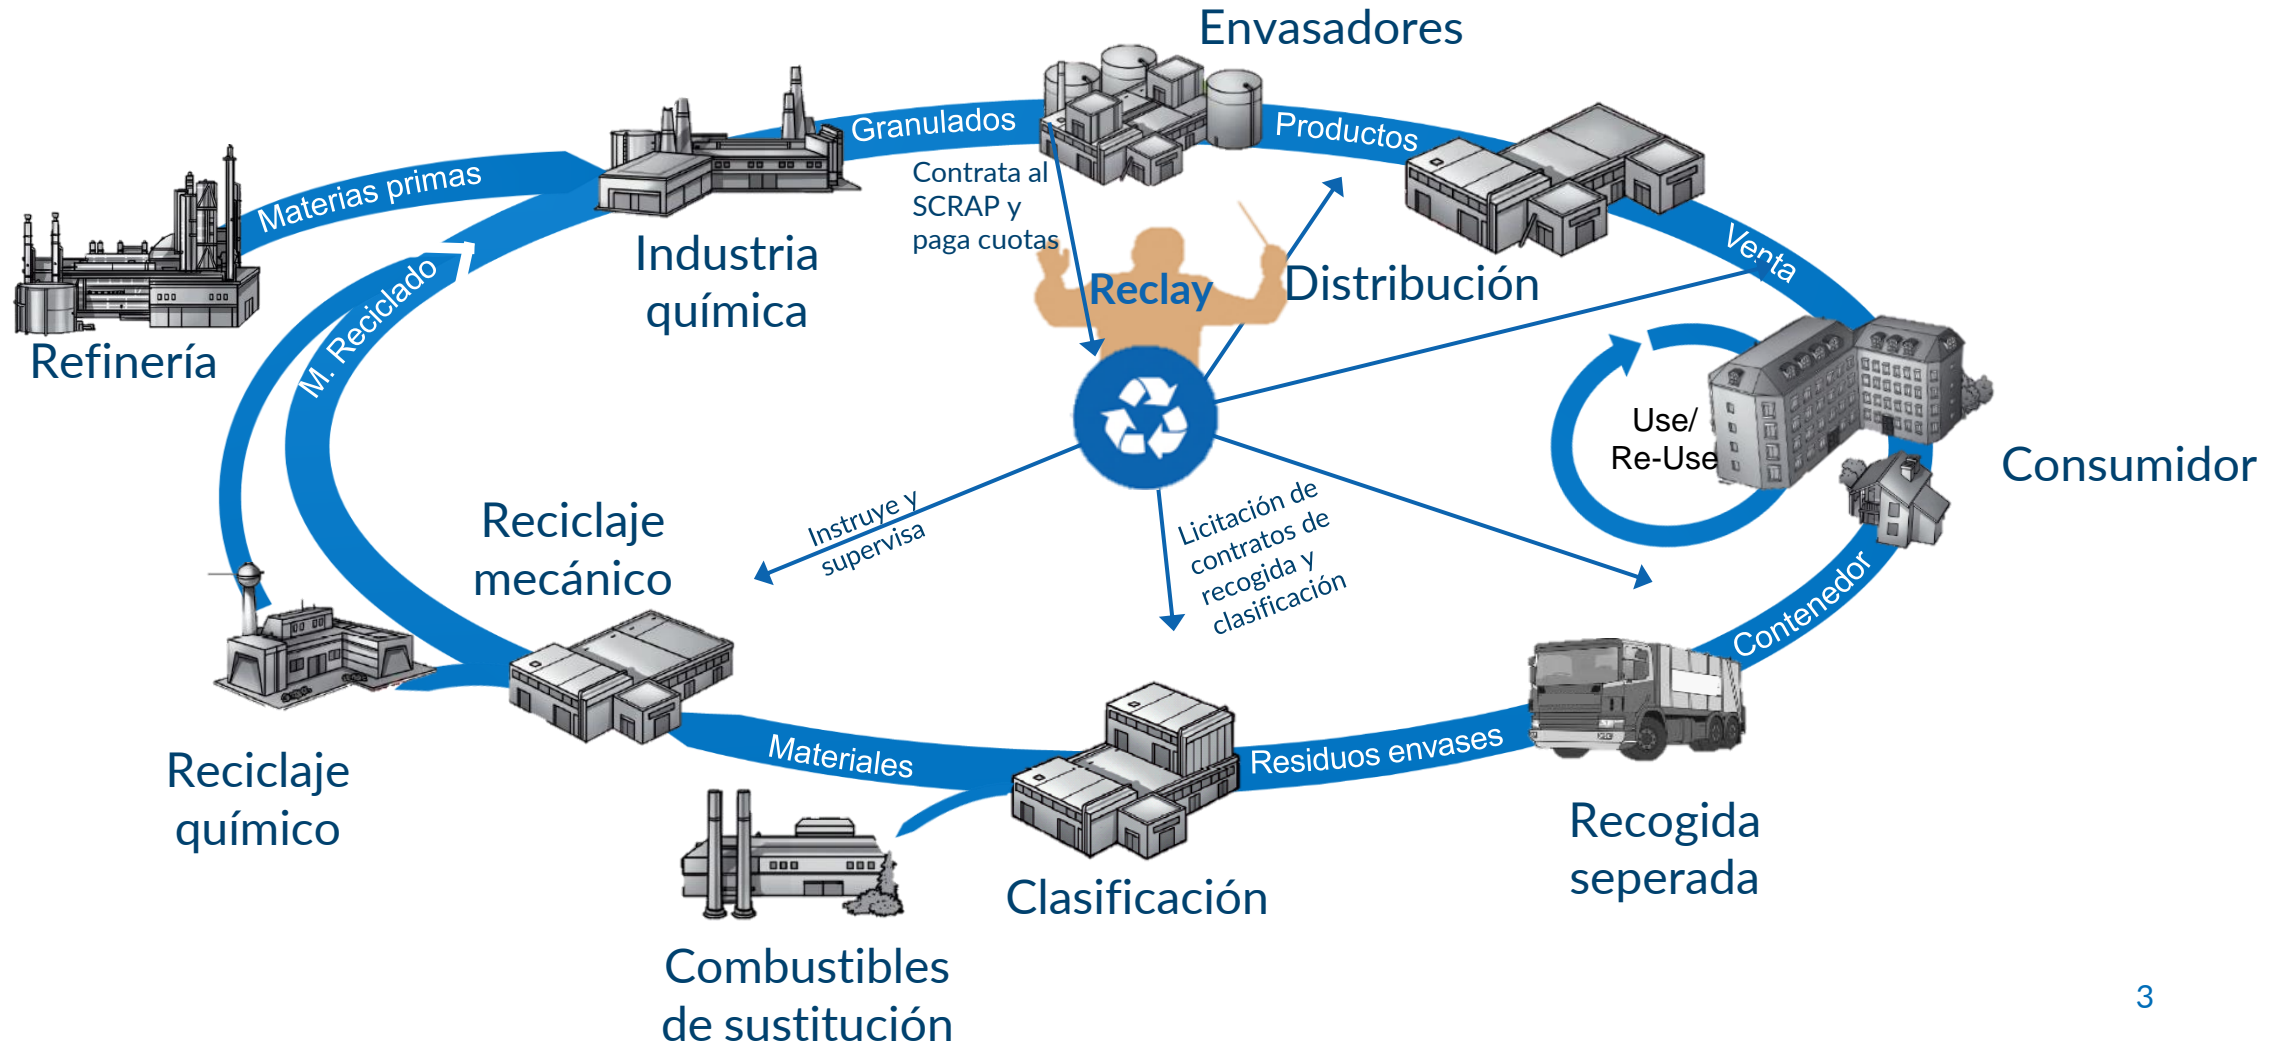 Envasadores
Granulados
Productos
Materias primas
Contrata al
SCRAP y
paga cuotas
Industria
química
Reclay
Distribución
Venta
Refinería
M. Reciclado
Use/
Re-Use
Consumidor
Reciclaje
mecánico
Instruye y
supervisa
Licitación de
contratos de
recogida y
clasificación
Contenedor
Materiales
Residuos envases
Reciclaje
químico
Recogida
seperada
Clasificación
Combustibles
de sustitución
3